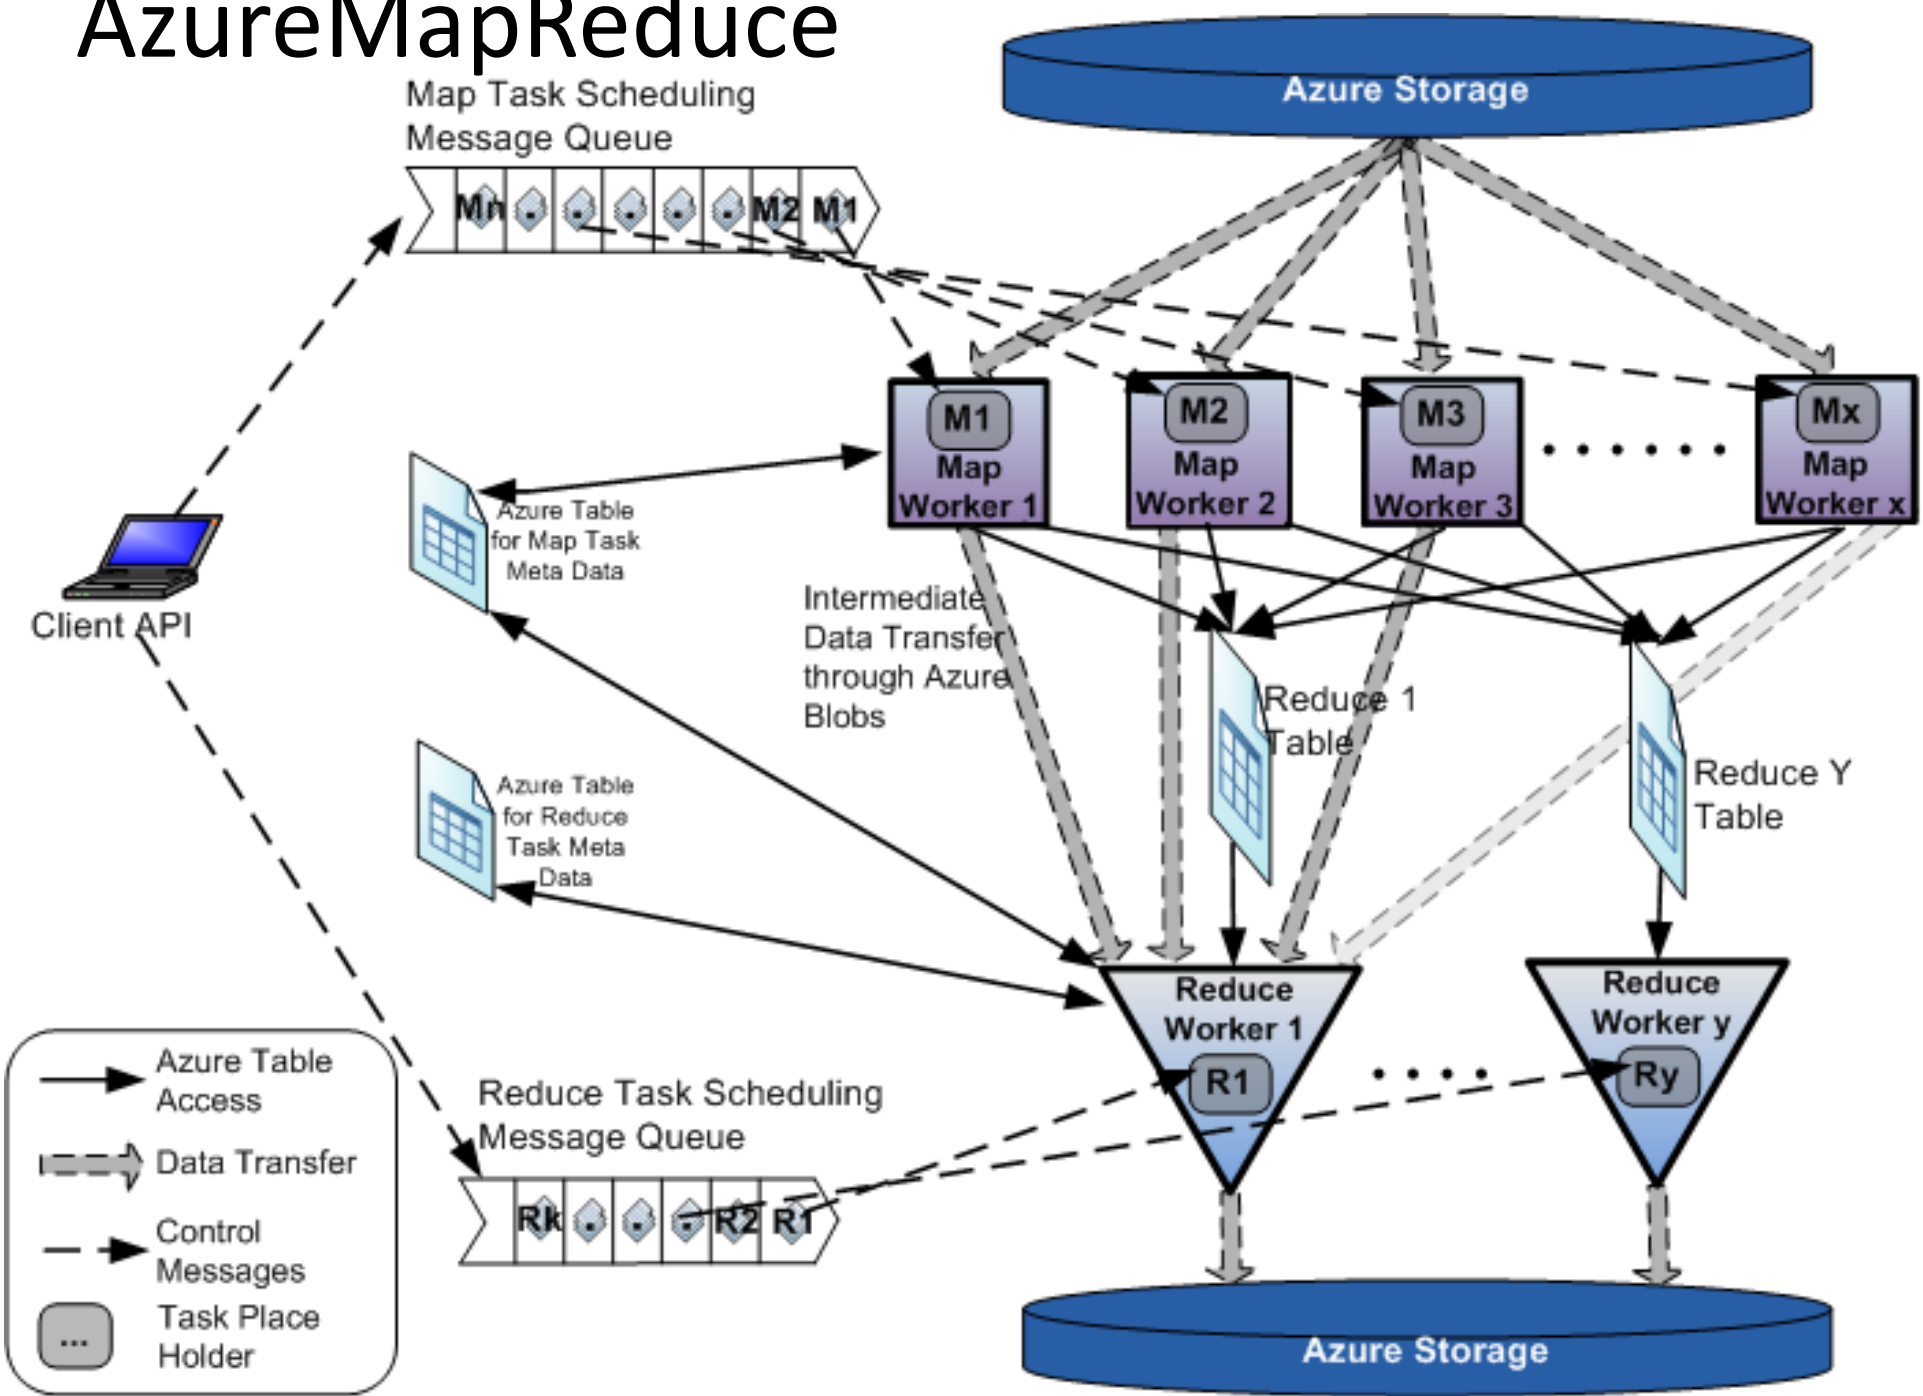 AzureMapReduce
Map Task Scheduling
Message Queue
Mn
M2
M1
Azure Storage
M1
Map
Worker 1
M2
Map
Worker 2
M3
Map
Worker 3
Mx
Map
Worker x
Azure Table
for Map Task
Meta Data
Client API
Intermediate
Data Transfer
through Azure
Blobs
Reduce 1
Table
Reduce Y
Table
Azure Table
for Reduce
Task Meta
Data
Reduce
Worker 1
R1
Reduce
Worker y
Ry
Azure Table
Access
Data Transfer
Control
Messages
...
Task Place
Holder
Reduce Task Scheduling
Message Queue
Rk
R2
R1
Azure Storage